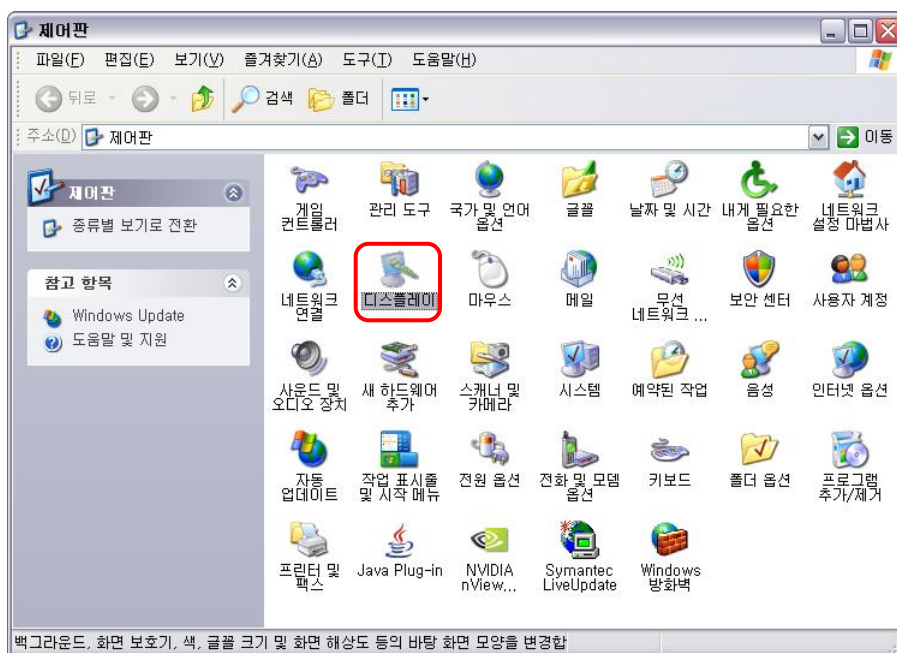 제어판
파일(F) 편집(E) 보기(V) 즐겨찾기(A) 도구(T) 도움말(H)
뒤로 검색 폴더
주소(D) 제어판 이동
제어판
종류별 보기로 전환
참고 항목
Windows Update
도움말 및 지원
게임
컨트롤러
관리 도구
국가 및 언어
옵션
글꼴
날짜 및 시간
내게 필요한
옵션
네트워크
설정 마법사
네트워크
연결
디스플레이
마우스
메일
무선
네트워크 ...
보안 센터
사용자 계정
사운드 및
오디오 장치
새 하드웨어
추가
스캐너 및
카메라
시스템
예약된 작업
음성
인터넷 옵션
자동
업데이트
작업 표시줄
및 시작 메뉴
전원 옵션
전화 및 모뎀
옵션
키보드
폴더 옵션
프로그램
추가/제거
프린터 및
팩스
Java Plug-in
NVIDIA
nView...
Symantec
LiveUpdate
Windows
방화벽
백그라운드, 화면 보호기, 색, 글꼴 크기 및 화면 해상도 등의 바탕 화면 모양을 변경합